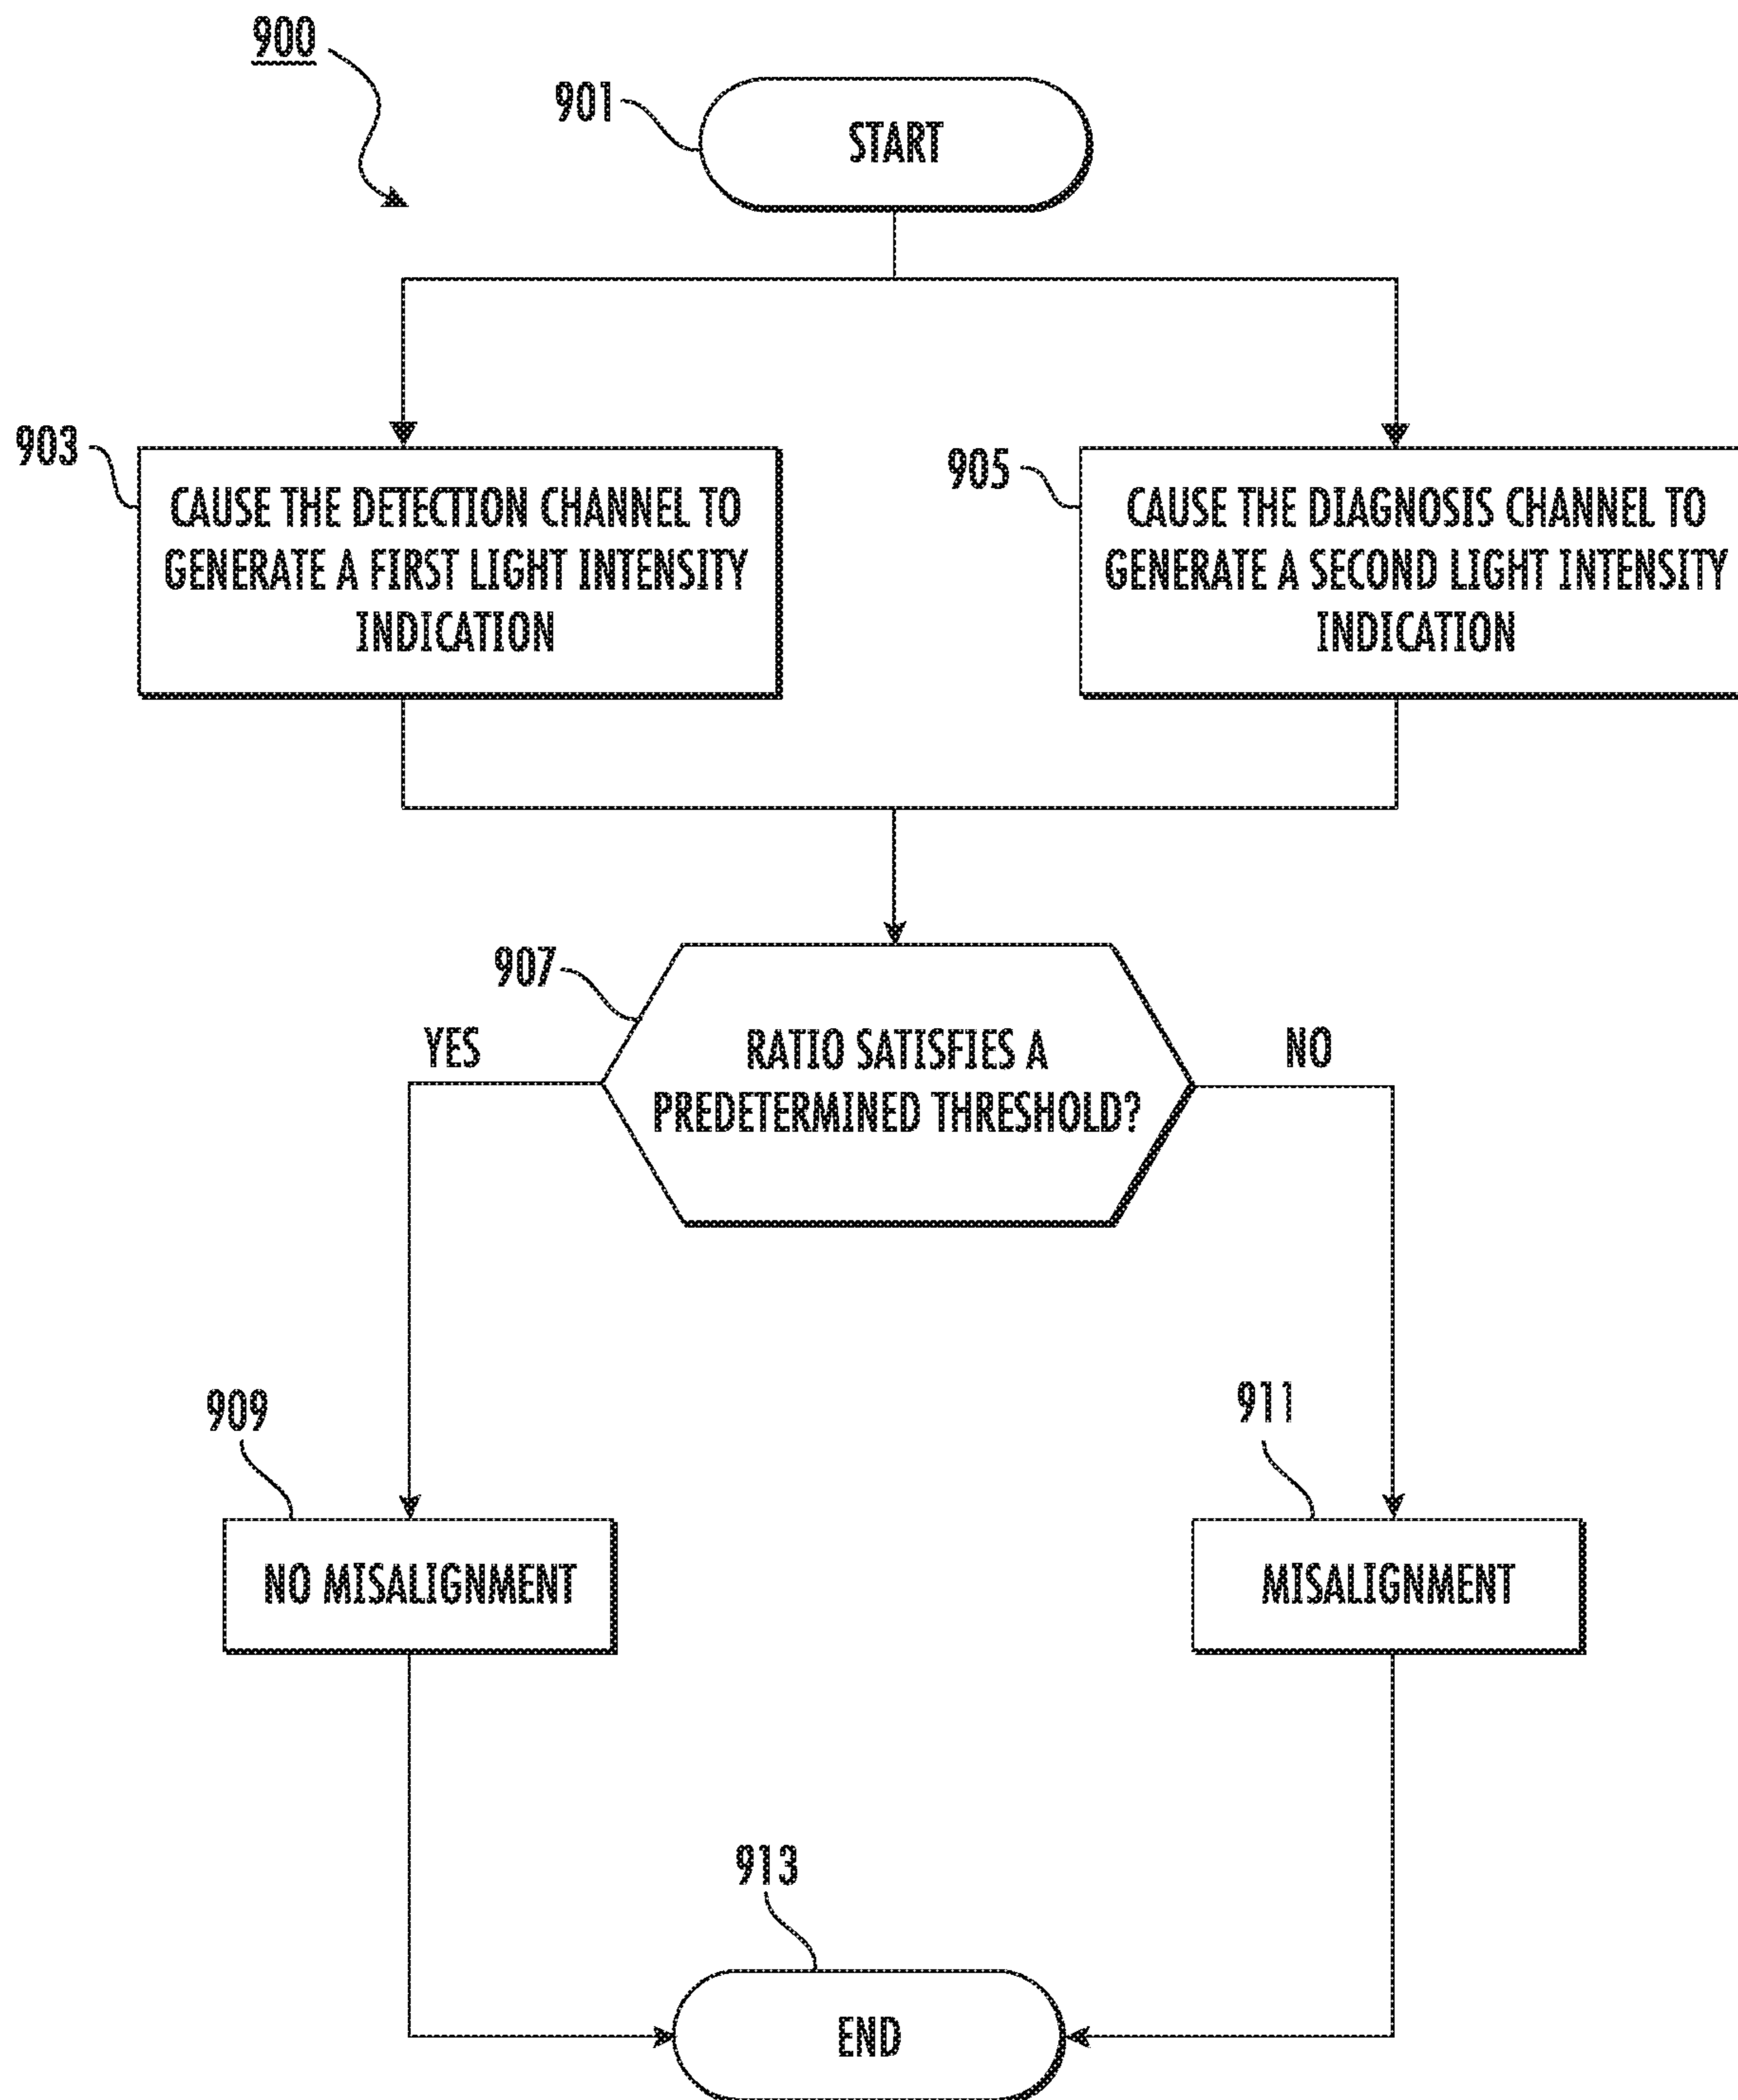 900
901
START
903
CAUSE THE DETECTION CHANNEL TO
GENERATE A FIRST LIGHT INTENSITY
INDICATION
905
CAUSE THE DIAGNOSIS CHANNEL TO
GENERATE A SECOND LIGHT INTENSITY
INDICATION
907
YES
RATIO SATISFIES A
PREDETERMINED THRESHOLD?
NO
909
NO MISALIGNMENT
911
MISALIGNMENT
913
END